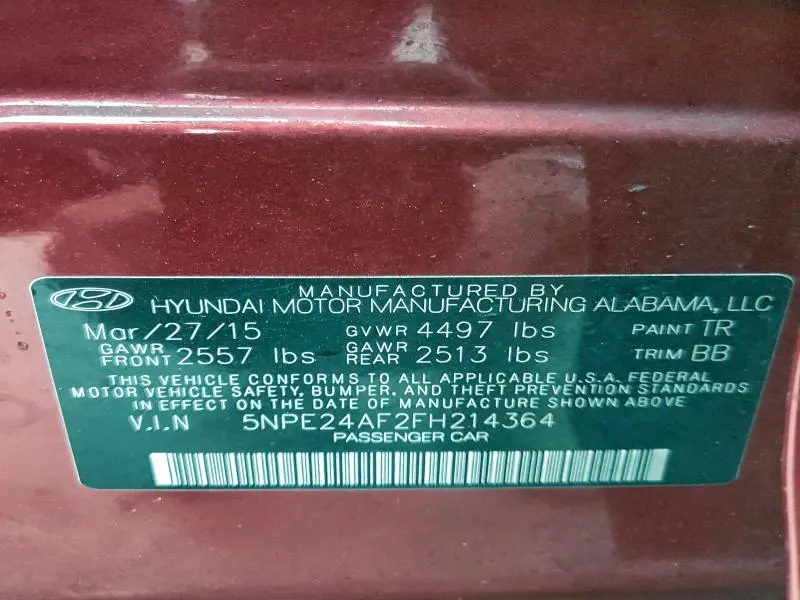 MANUFACTURED BY
HYUNDAI MOTOR MANUFACTURING ALABAMA, LLC
Mar/27/15 GVWR 4497 lbs PAINT TR
GAWR FRONT 2557 lbs GAWR REAR 2513 lbs TRIM BB
THIS VEHICLE CONFORMS TO ALL APPLICABLE U.S.A. FEDERAL
MOTOR VEHICLE SAFETY, BUMPER, AND THEFT PREVENTION STANDARDS
IN EFFECT ON THE DATE OF MANUFACTURE SHOWN ABOVE
V.I.N 5NPE24AF2FH214364
PASSENGER CAR